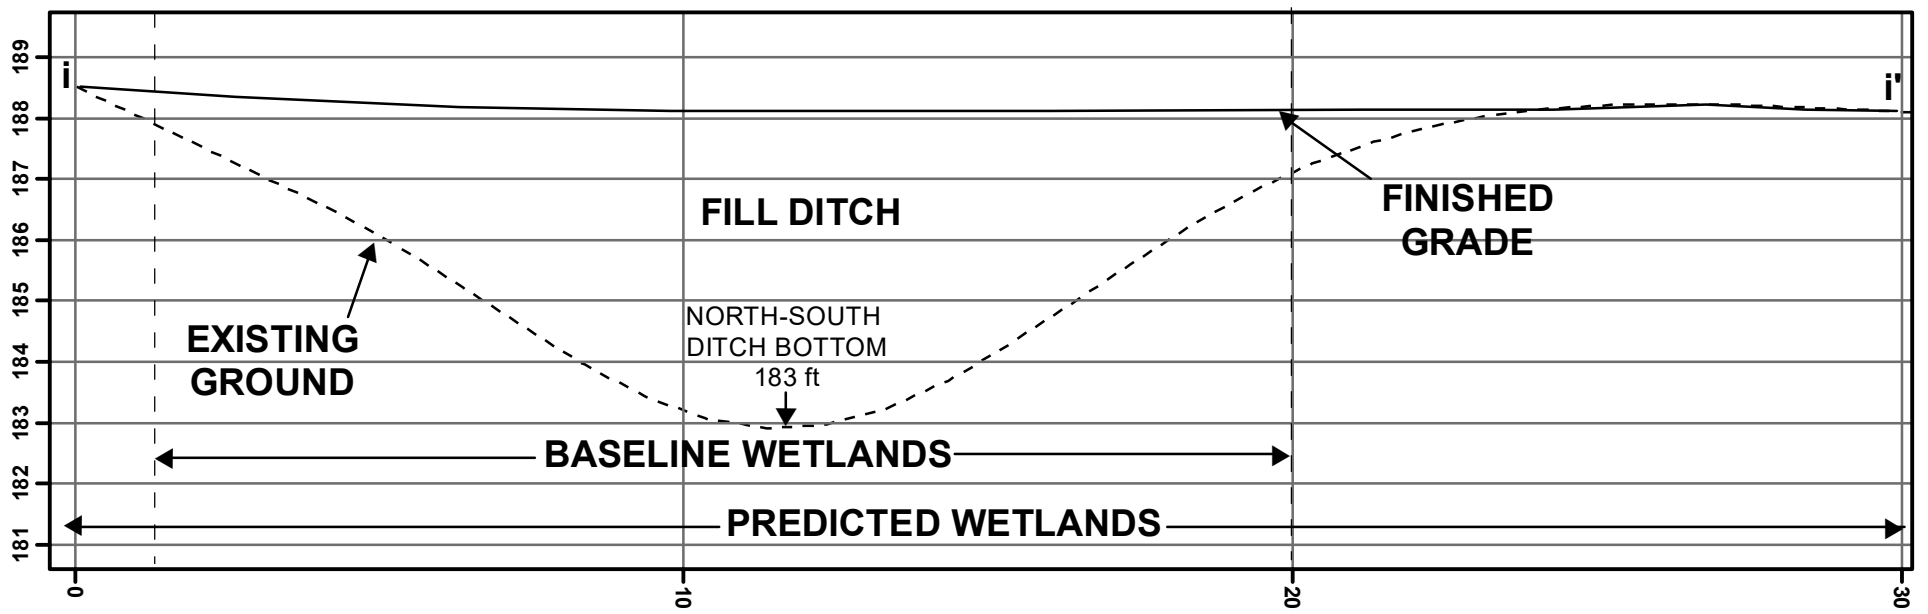 189
188
187
186
185
184
183
182
181
i
i'
FILL DITCH
FINISHED
GRADE
EXISTING
GROUND
NORTH-SOUTH
DITCH BOTTOM
183 ft
BASELINE WETLANDS
PREDICTED WETLANDS
0
10
20
30